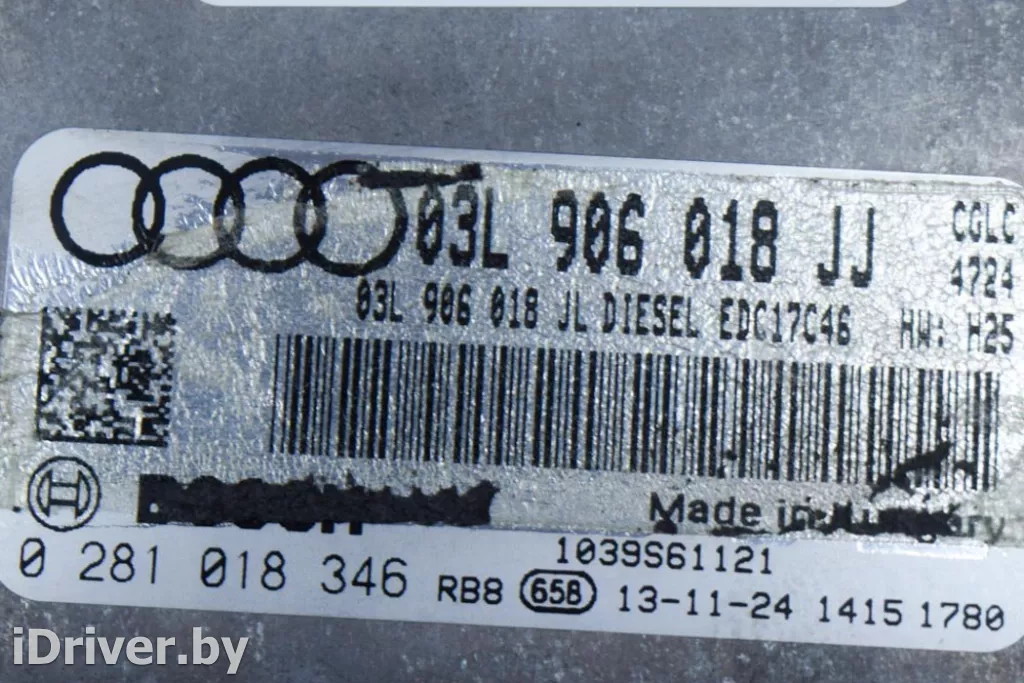 03L 906 018 JJ CGLC
4724
03L 906 018 JL DIESEL EDC17C46 HW: H25
Made in Hungary
1039S61121
0 281 018 346 RB8 65B 13-11-24 1415 1780
iDriver.by